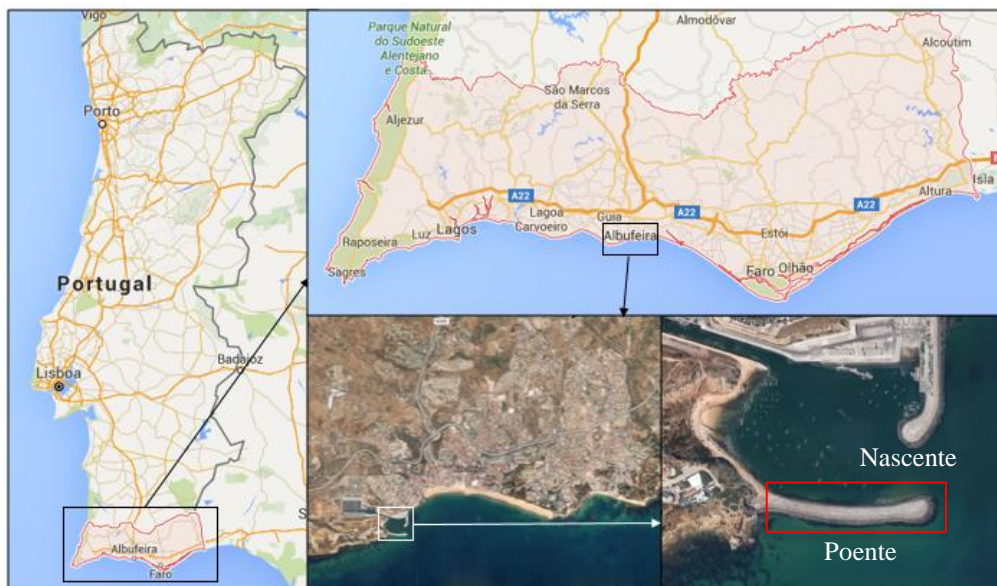 Vigo
Porto
Portugal
Badajoz
Lisboa
Albufeira
Faro
Parque Natural
do Sudoeste
Alentejano
e Costa...
Almodôvar
Alcoutim
São Marcos
da Serra
Aljezur
A22
Lagoa
Carvoeiro
Guia
A22
A22
Altura
Isla
Estói
Luz
Lagos
Albufeira
Raposeira
Faro
Olhão
Sagres
Nascente
Poente